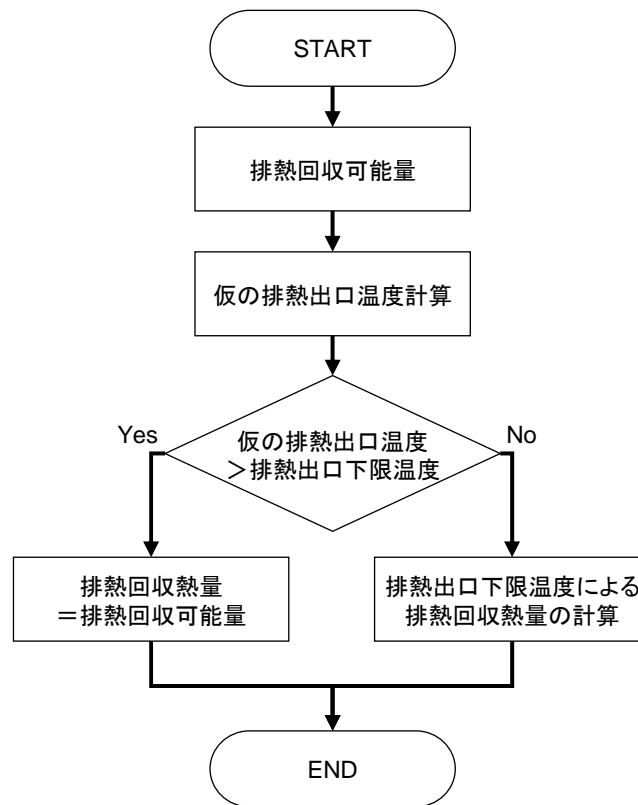 START
排熱回収可能量
仮の排熱出口温度計算
仮の排熱出口温度
＞排熱出口下限温度
Yes
No
排熱回収熱量
＝排熱回収可能量
排熱出口下限温度による
排熱回収熱量の計算
END